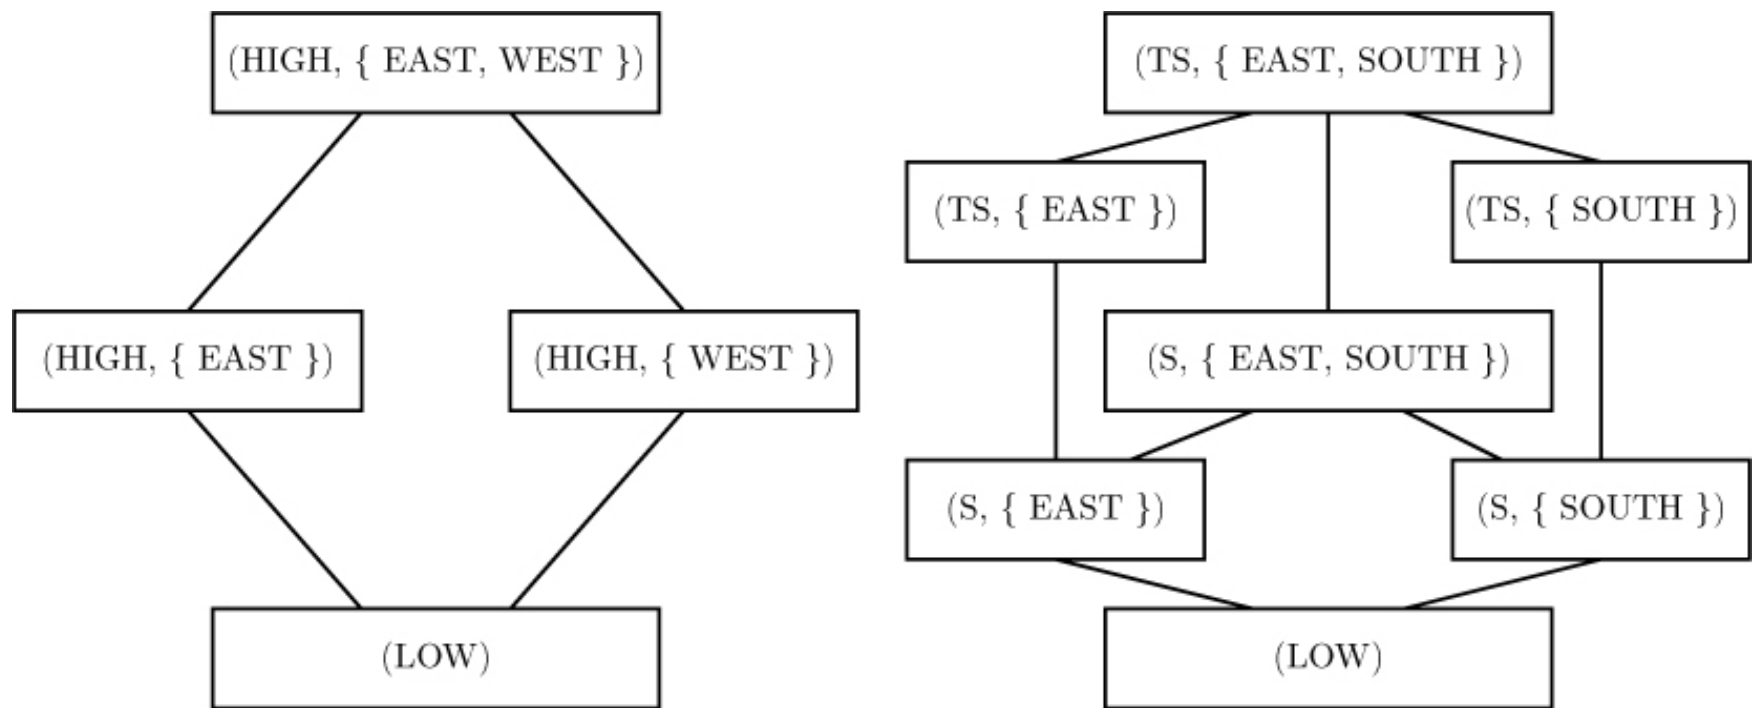 (HIGH, { EAST, WEST })
(HIGH, { EAST })
(HIGH, { WEST })
(LOW)
(TS, { EAST, SOUTH })
(TS, { EAST })
(TS, { SOUTH })
(S, { EAST, SOUTH })
(S, { EAST })
(S, { SOUTH })
(LOW)